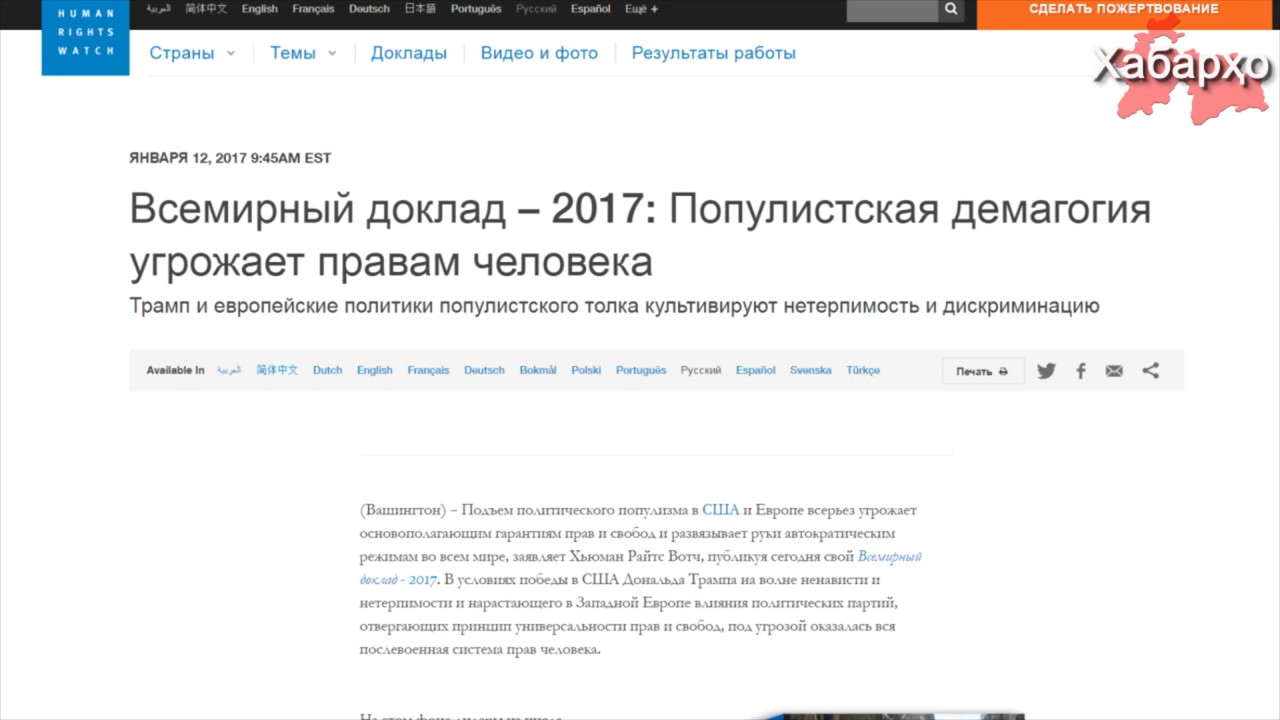 العربية 简体中文 English Français Deutsch 日本語 Português Русский Español Ещё +
СДЕЛАТЬ ПОЖЕРТВОВАНИЕ
HUMAN
RIGHTS
WATCH
Страны Темы Доклады Видео и фото Результаты работы
Хабарҳо
ЯНВАРЯ 12, 2017 9:45AM EST
Всемирный доклад – 2017: Популистская демагогия
угрожает правам человека
Трамп и европейские политики популистского толка культивируют нетерпимость и дискриминацию
Available In العربية 简体中文 Dutch English Français Deutsch Bokmål Polski Português Русский Español Svenska Türkçe Печать
(Вашингтон) – Подъем политического популизма в США и Европе всерьез угрожает
основополагающим гарантиям прав и свобод и развязывает руки автократическим
режимам во всем мире, заявляет Хьюман Райтс Вотч, публикуя сегодня свой Всемирный
доклад - 2017. В условиях победы в США Дональда Трампа на волне ненависти и
нетерпимости и нарастающего в Западной Европе влияния политических партий,
отвергающих принцип универсальности прав и свобод, под угрозой оказалась вся
послевоенная система прав человека.